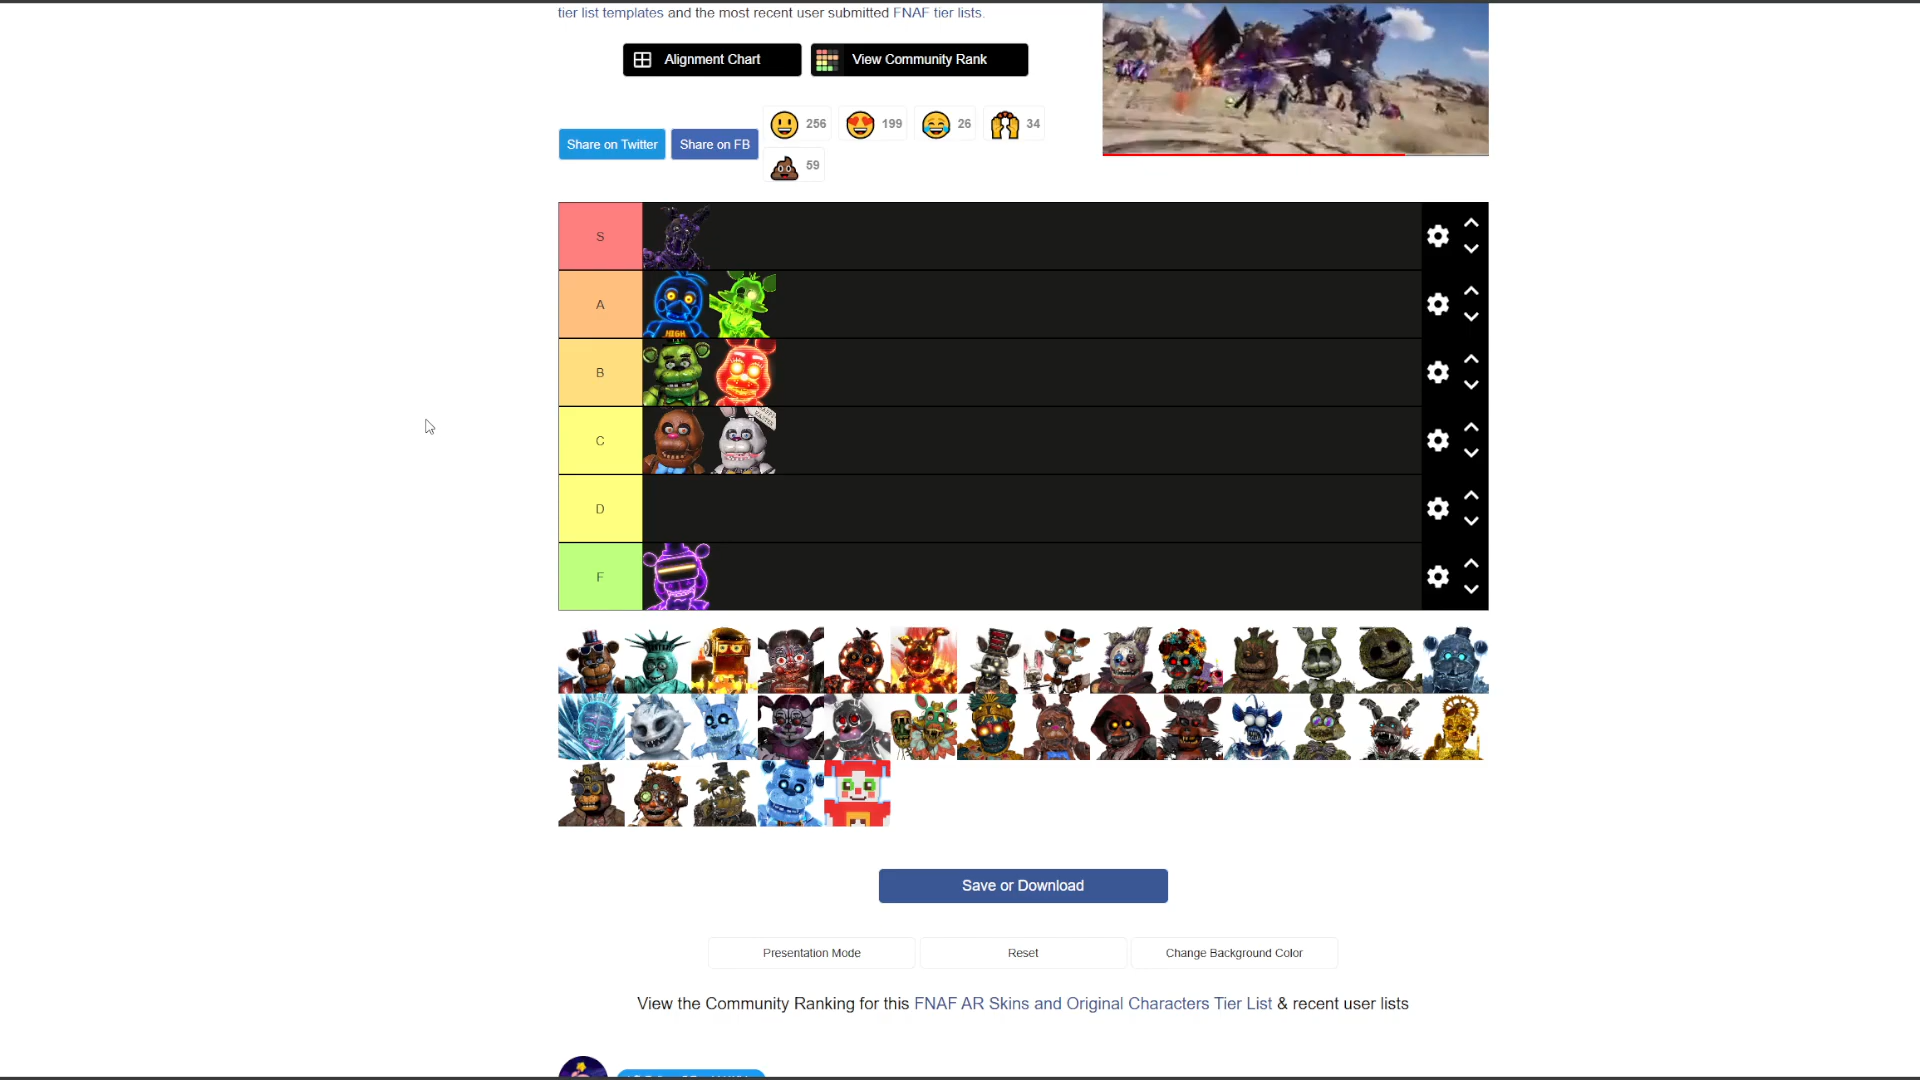 tier list templates and the most recent user submitted FNAF tier lists.
Alignment Chart
View Community Rank
256
199
26
34
Share on Twitter
Share on FB
59
S
A
HIGH
B
C
D
F
Save or Download
Presentation Mode
Reset
Change Background Color
View the Community Ranking for this FNAF AR Skins and Original Characters Tier List & recent user lists